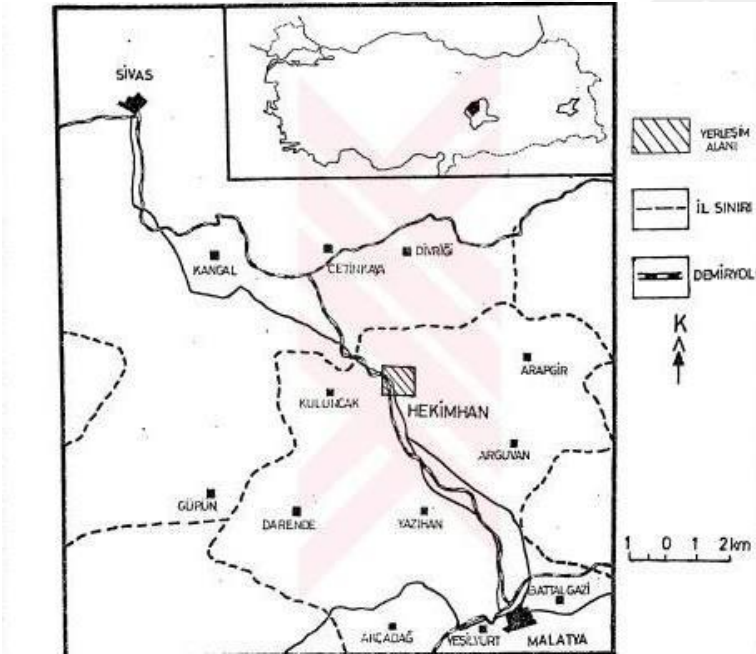 SİVAS
YERLEŞİM
ALANI
İL SINIRI
DEMİRYOL
K
KANGAL
ÇETİNKAYA
DİVRİĞİ
ARAPGİR
KULUNCAK
HEKİMHAN
ARGUVAN
GÜPÜN
DARENDE
YAZIHAN
1 0 1 2km
BATTALGAZİ
AKÇADAĞ
YEŞİLYURT
MALATYA